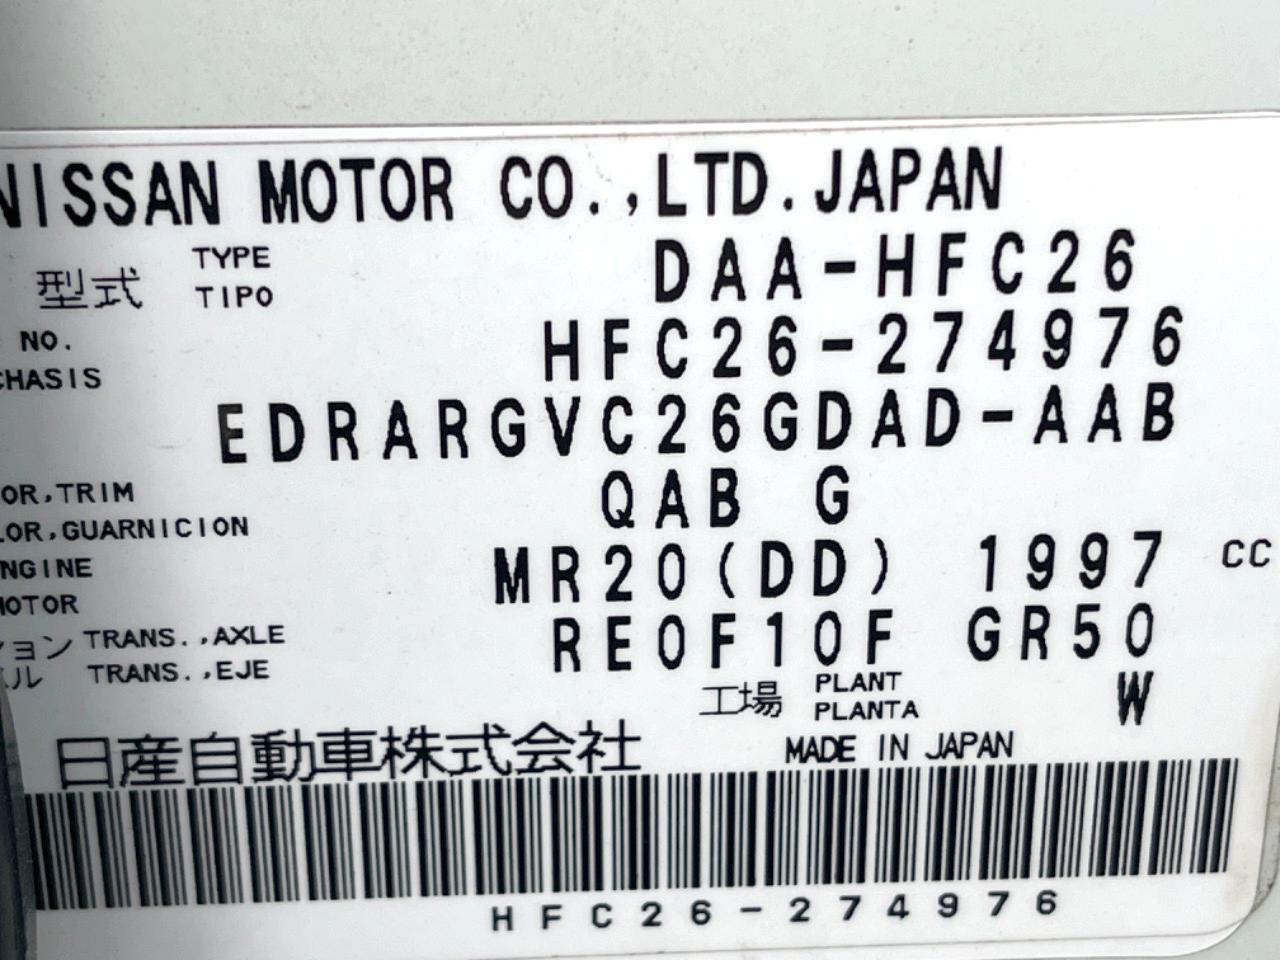 NISSAN MOTOR CO.,LTD.JAPAN
型式 TYPE TIPO DAA-HFC26
NO. CHASIS HFC26-274976
EDRARGVC26GDAD-AAB
OR,TRIM QAB G
LOR,GUARNICION
NGINE MOTOR MR20(DD) 1997 CC
ョン TRANS.,AXLE RE0F10F GR50
ル TRANS.,EJE
工場 PLANT PLANTA W
日産自動車株式会社 MADE IN JAPAN
HFC26-274976